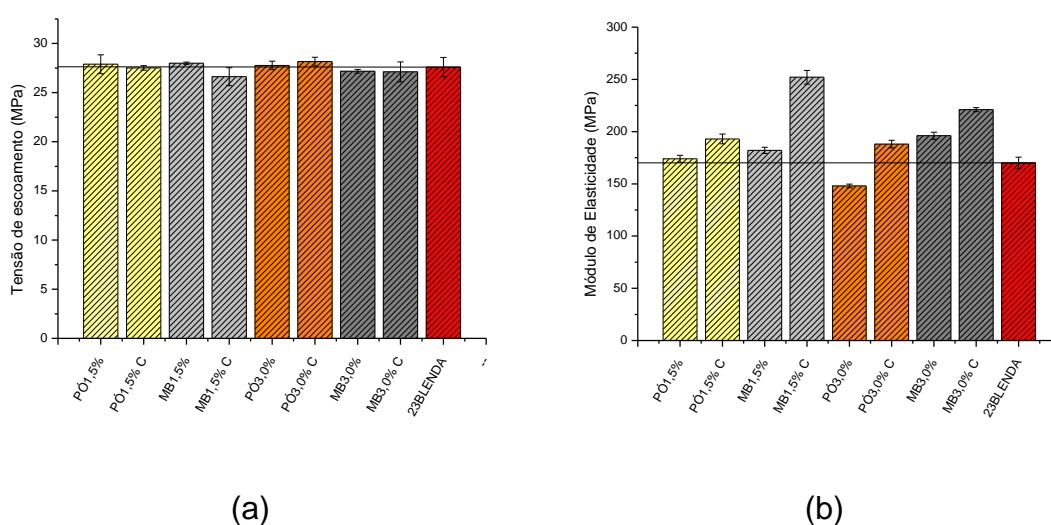 Tensão de escoamento (MPa)
30
25
20
15
10
5
0
PÓ1,5%
PÓ1,5% C
MB1,5%
MB1,5% C
PÓ3,0%
PÓ3,0% C
MB3,0%
MB3,0% C
23BLENDA
--
(a)
Módulo de Elasticidade (MPa)
300
250
200
150
100
50
0
PÓ1,5%
PÓ1,5% C
MB1,5%
MB1,5% C
PÓ3,0%
PÓ3,0% C
MB3,0%
MB3,0% C
23BLENDA
(b)